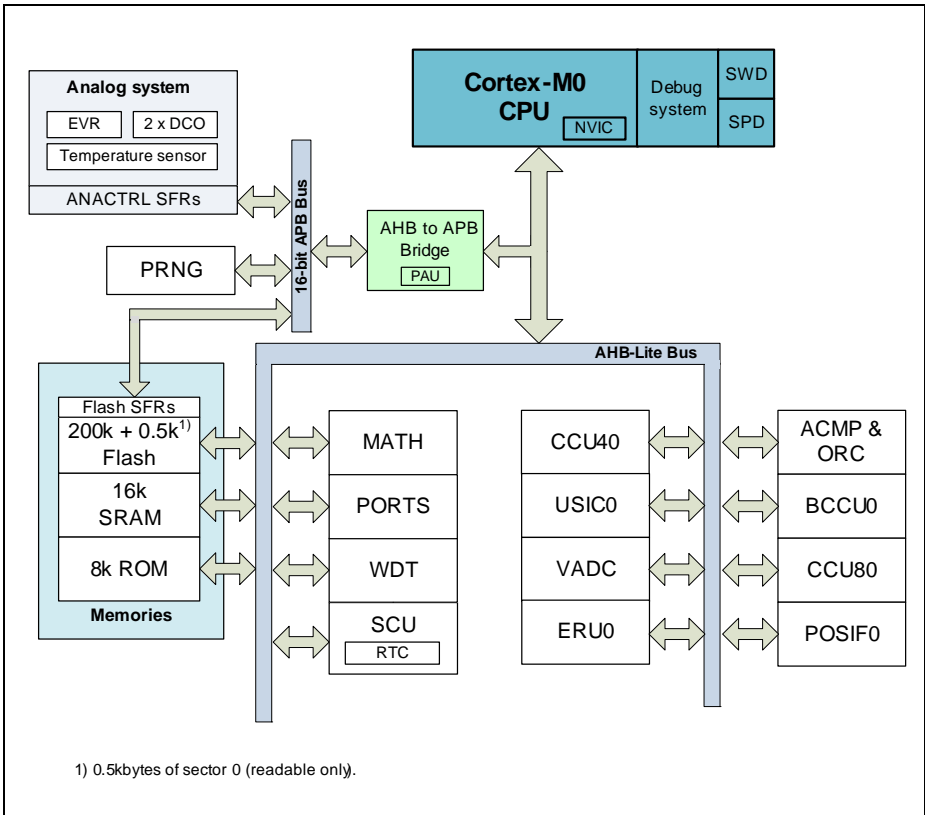 Analog system
EVR
2 x DCO
Temperature sensor
ANACTRL SFRs
Cortex-M0
CPU
NVIC
Debug
system
SWD
SPD
16-bit APB Bus
AHB to APB
Bridge
PAU
PRNG
AHB-Lite Bus
Flash SFRs
200k + 0.5k1)
Flash
16k
SRAM
8k ROM
Memories
MATH
PORTS
WDT
SCU
RTC
CCU40
USIC0
VADC
ERU0
ACMP &
ORC
BCCU0
CCU80
POSIF0
1) 0.5kbytes of sector 0 (readable only).